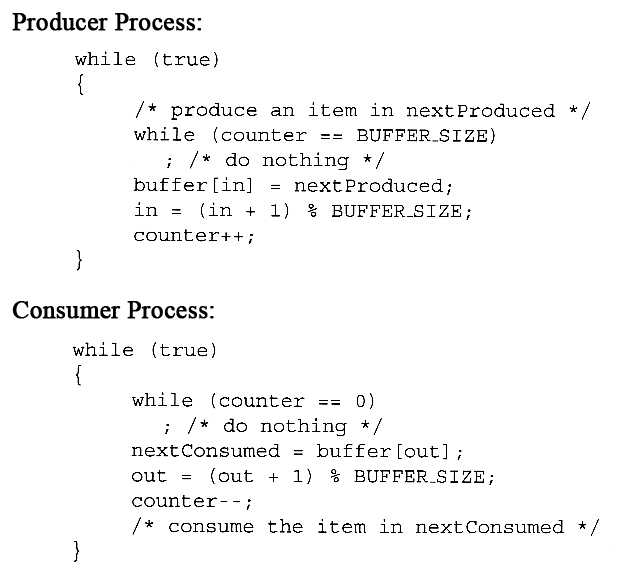 Producer Process:
while (true)
{
/* produce an item in nextProduced */
while (counter == BUFFER_SIZE)
; /* do nothing */
buffer[in] = nextProduced;
in = (in + 1) % BUFFER_SIZE;
counter++;
}
Consumer Process:
while (true)
{
while (counter == 0)
; /* do nothing */
nextConsumed = buffer[out];
out = (out + 1) % BUFFER_SIZE;
counter--;
/* consume the item in nextConsumed */
}